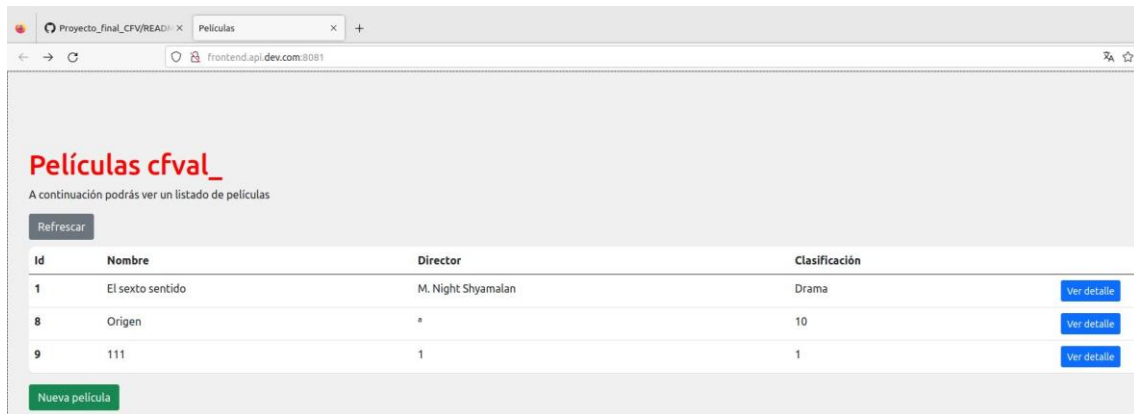 Proyecto_final_CFV/READM Películas
frontend.api.dev.com:8081
Películas cfval_
A continuación podrás ver un listado de películas
Refrescar
Id Nombre Director Clasificación
1 El sexto sentido M. Night Shyamalan Drama Ver detalle
8 Origen ª 10 Ver detalle
9 111 1 1 Ver detalle
Nueva película